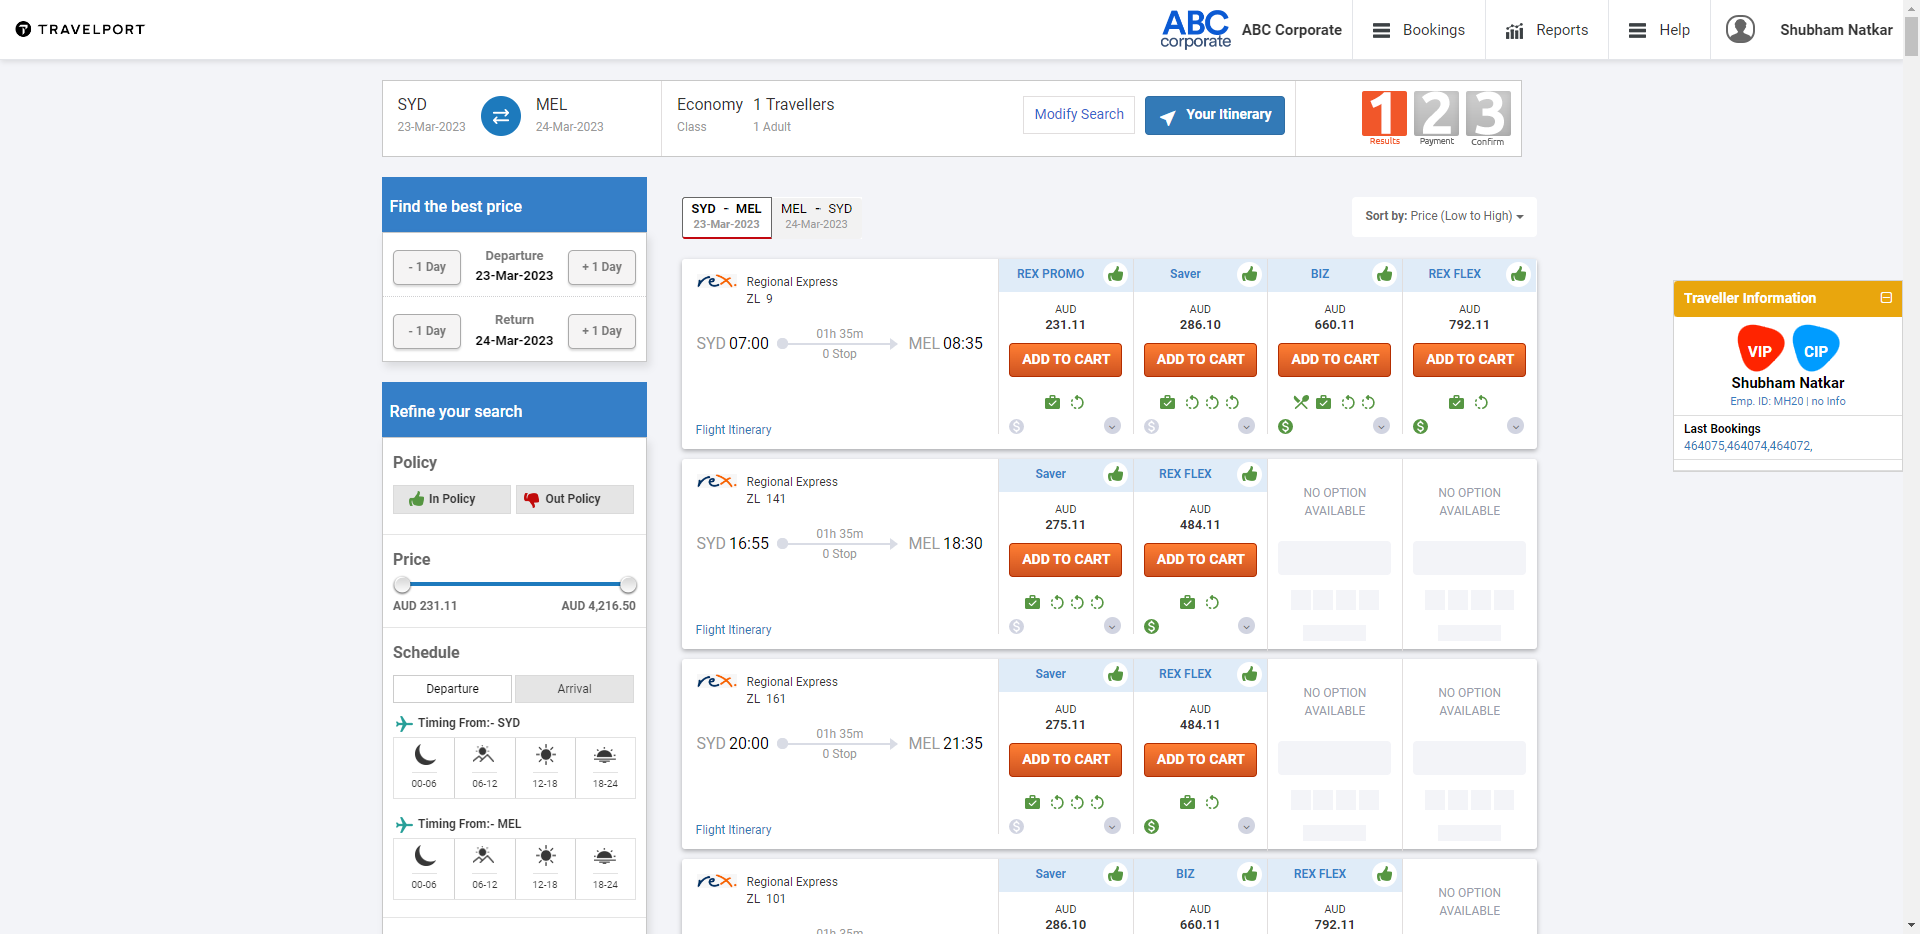 TRAVELPORT
ABC
corporate
ABC Corporate
Bookings
Reports
Help
Shubham Natkar
SYD
23-Mar-2023
MEL
24-Mar-2023
Economy
Class
1 Travellers
1 Adult
Modify Search
Your Itinerary
1
Results
2
Payment
3
Confirm
Find the best price
- 1 Day
Departure
23-Mar-2023
+ 1 Day
- 1 Day
Return
24-Mar-2023
+ 1 Day
Refine your search
Policy
In Policy
Out Policy
Price
AUD 231.11
AUD 4,216.50
Schedule
Departure
Arrival
Timing From:- SYD
00-06
06-12
12-18
18-24
Timing From:- MEL
00-06
06-12
12-18
18-24
SYD - MEL
23-Mar-2023
MEL - SYD
24-Mar-2023
Sort by: Price (Low to High)
rex.
Regional Express
ZL 9
SYD 07:00
01h 35m
0 Stop
MEL 08:35
Flight Itinerary
REX PROMO
AUD
231.11
ADD TO CART
$
Saver
AUD
286.10
ADD TO CART
$
BIZ
AUD
660.11
ADD TO CART
$
REX FLEX
AUD
792.11
ADD TO CART
$
rex.
Regional Express
ZL 141
SYD 16:55
01h 35m
0 Stop
MEL 18:30
Flight Itinerary
Saver
AUD
275.11
ADD TO CART
$
REX FLEX
AUD
484.11
ADD TO CART
$
NO OPTION
AVAILABLE
NO OPTION
AVAILABLE
rex.
Regional Express
ZL 161
SYD 20:00
01h 35m
0 Stop
MEL 21:35
Flight Itinerary
Saver
AUD
275.11
ADD TO CART
$
REX FLEX
AUD
484.11
ADD TO CART
$
NO OPTION
AVAILABLE
NO OPTION
AVAILABLE
rex.
Regional Express
ZL 101
01h 35m
Saver
AUD
286.10
BIZ
AUD
660.11
REX FLEX
AUD
792.11
NO OPTION
AVAILABLE
Traveller Information
VIP
CIP
Shubham Natkar
Emp. ID: MH20 | no Info
Last Bookings
464075,464074,464072,